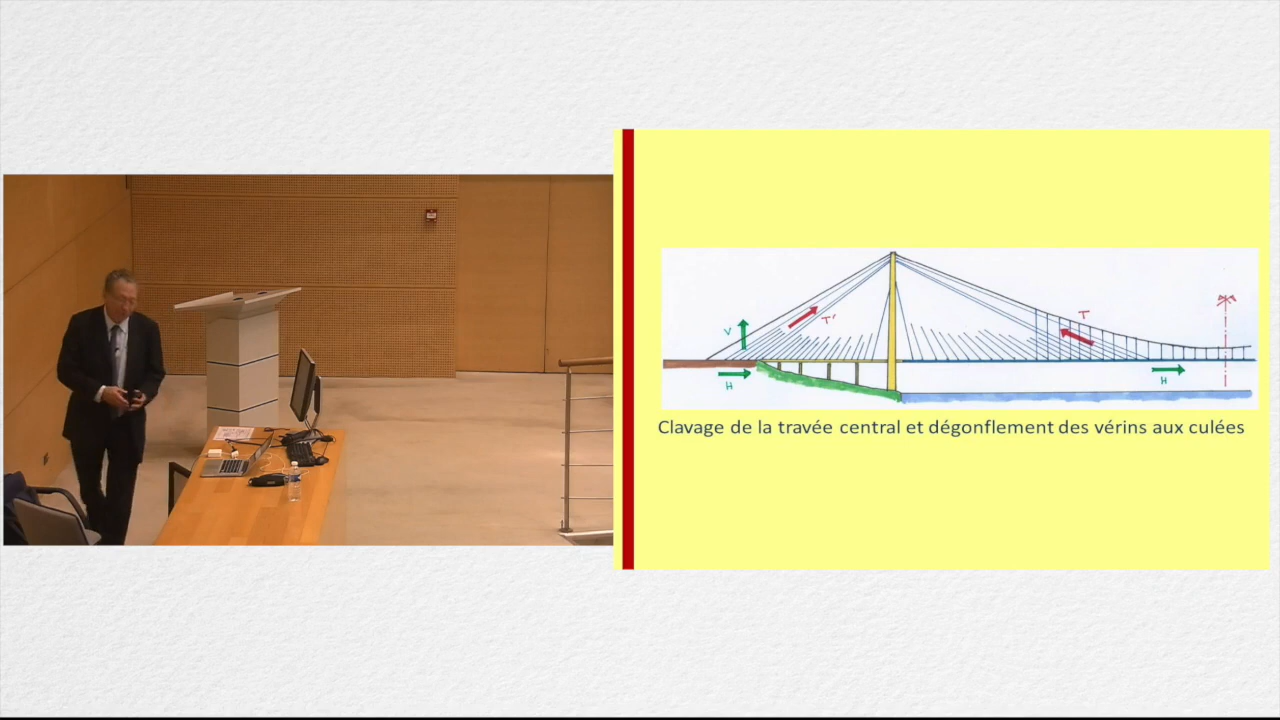 V
T'
T
H
H
Clavage de la travée central et dégonflement des vérins aux culées